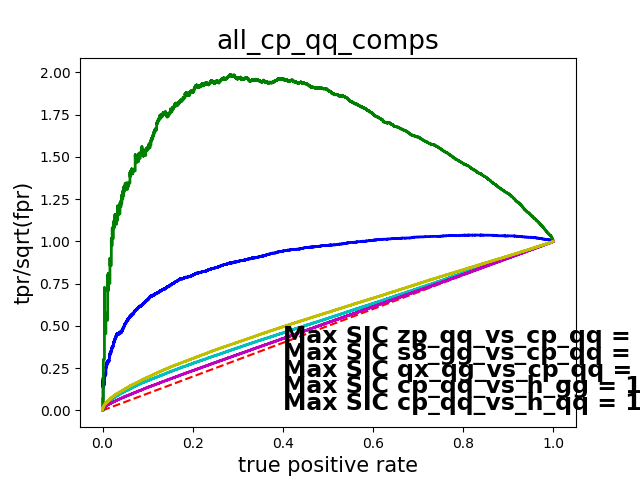 all_cp_qq_comps
tpr/sqrt(fpr)
2.00
1.75
1.50
1.25
1.00
0.75
0.50
0.25
0.00
Max SIC zp_qq_vs_cp_qq =
Max SIC s8_gg_vs_cp_qq =
Max SIC qx_qg_vs_cp_qq =
Max SIC cp_qq_vs_h_gg = 1
Max SIC cp_qq_vs_h_qq = 1
0.0 0.2 0.4 0.6 0.8 1.0
true positive rate